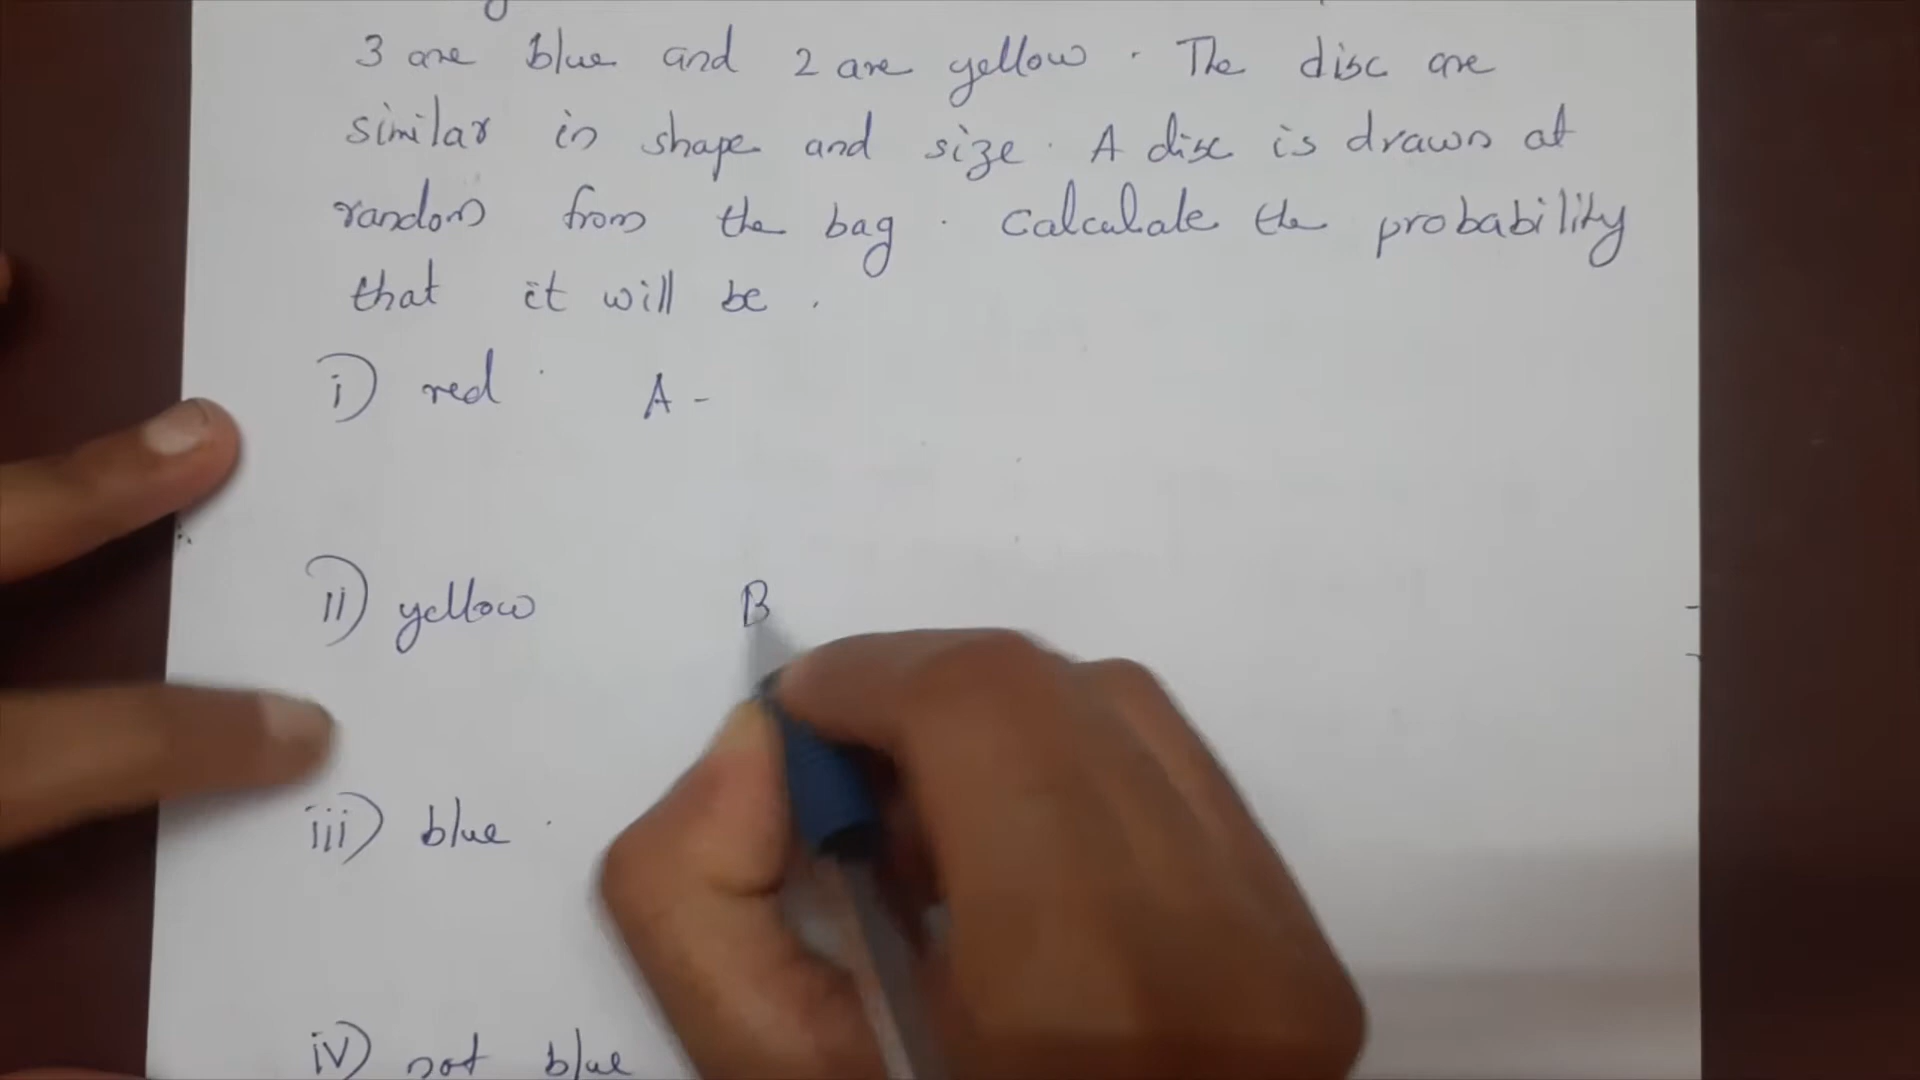 3 are blue and 2 are yellow. The disc are
similar in shape and size. A disc is drawn at
random from the bag. Calculate the probability
that it will be.
i) red. A -
ii) yellow B
iii) blue.
iv) not blue